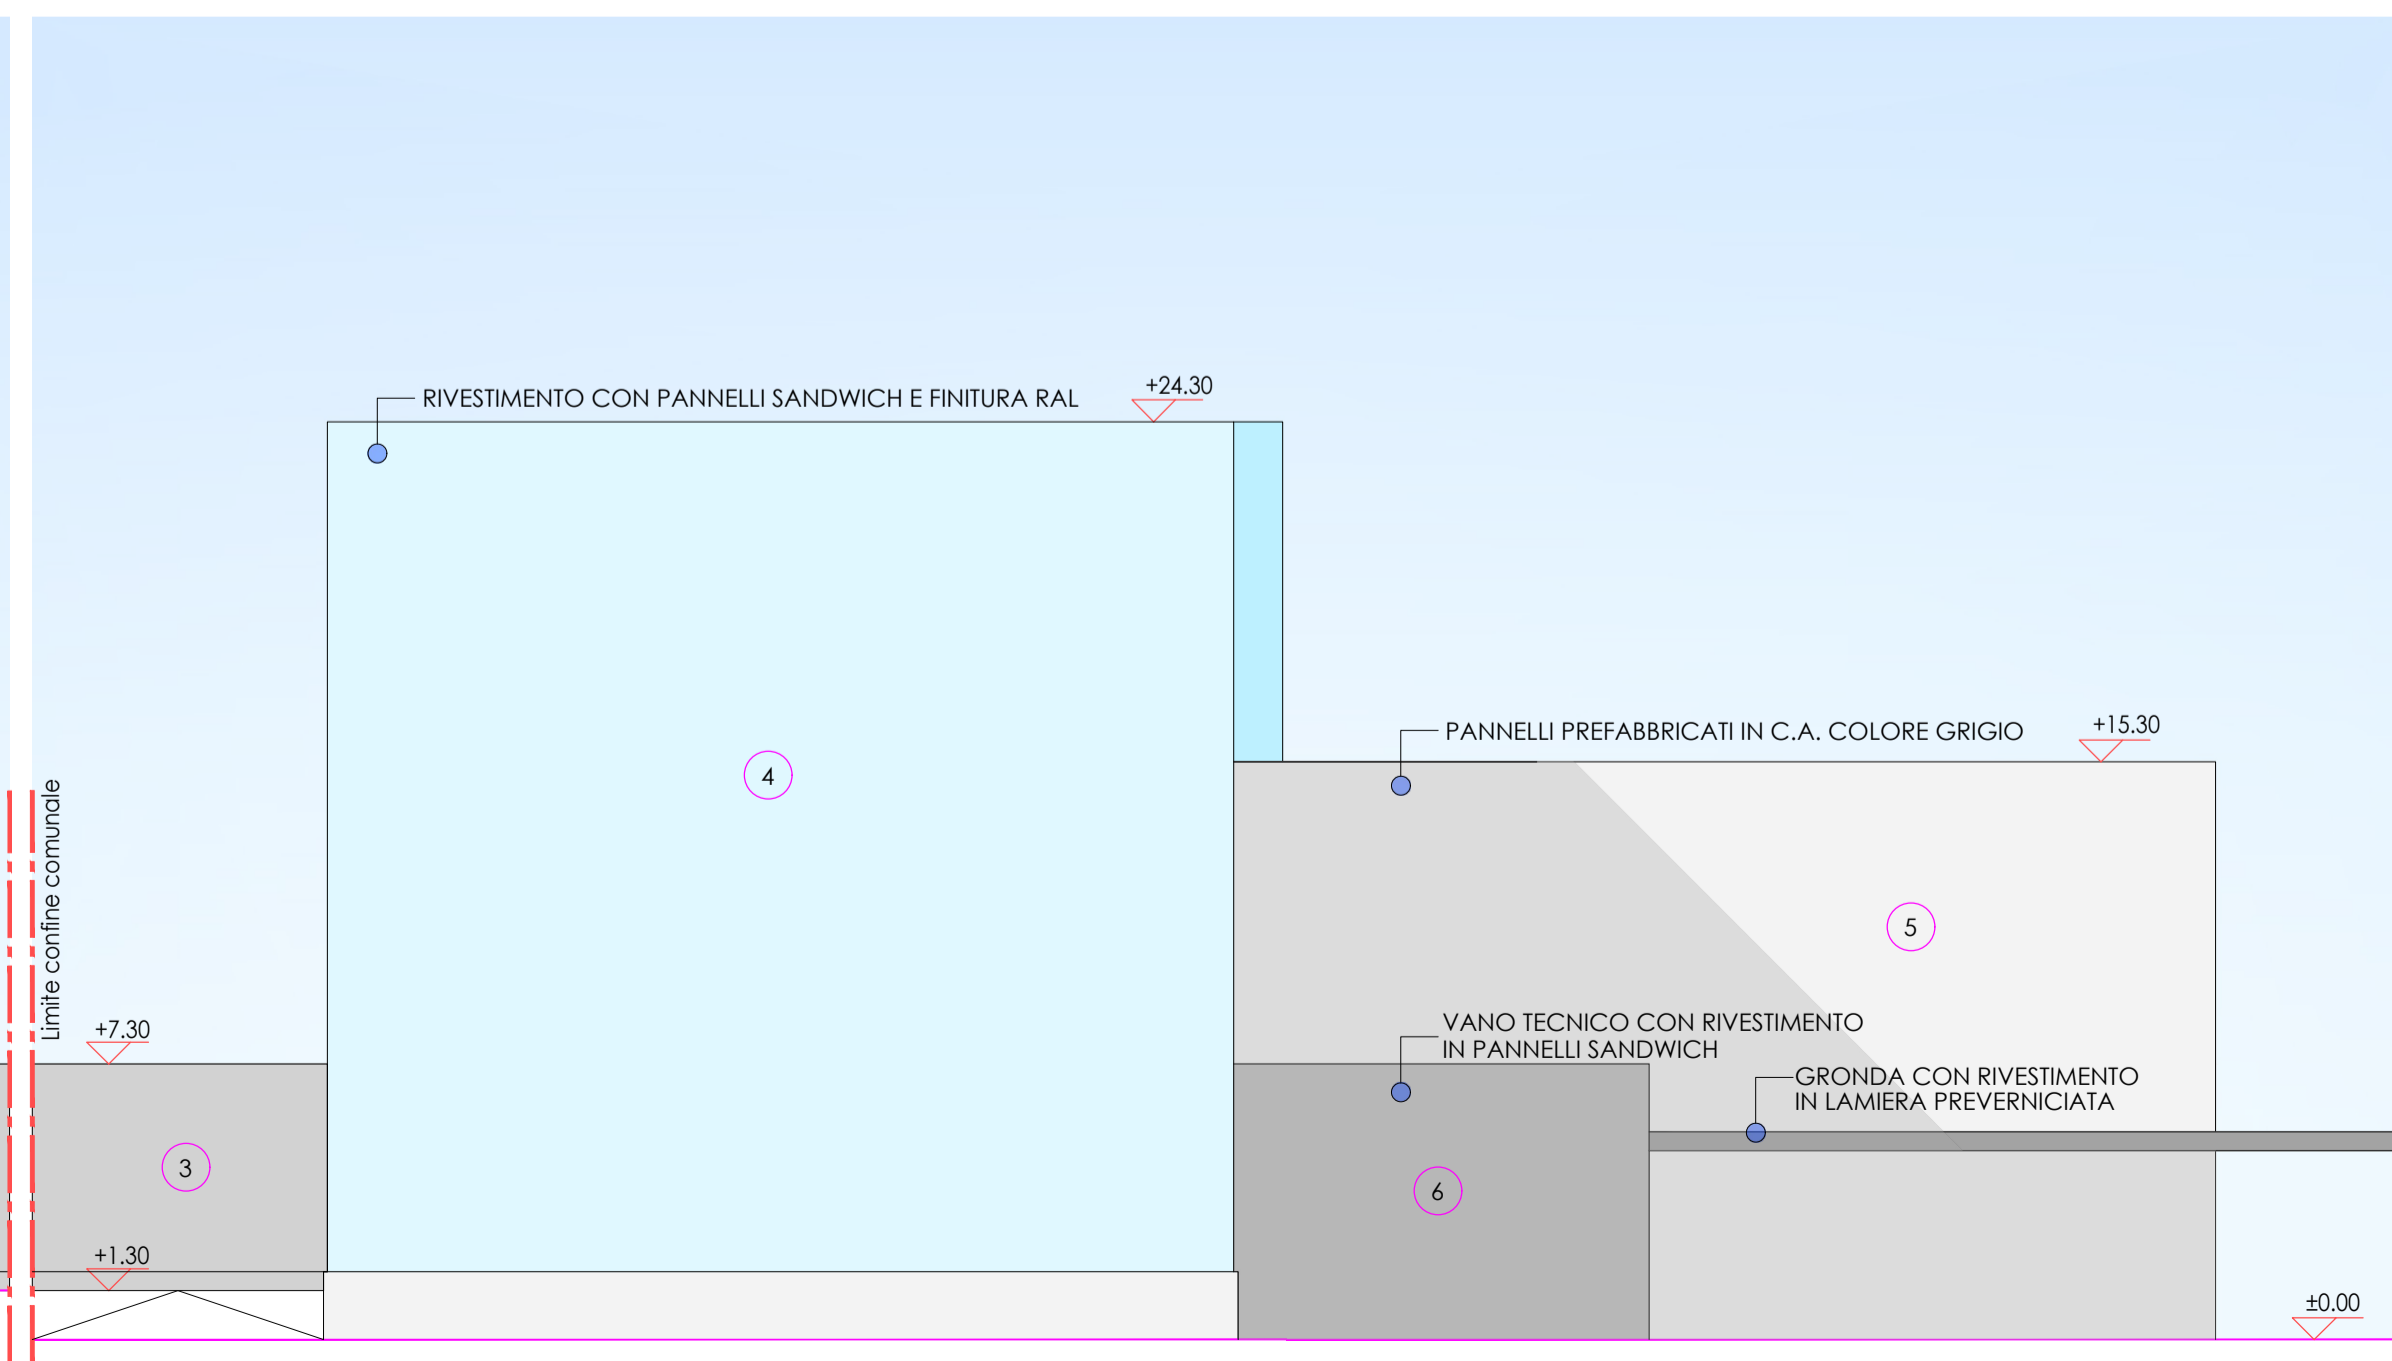 +24.30
RIVESTIMENTO CON PANNELLI SANDWICH E FINITURA RAL
+15.30
PANNELLI PREFABBRICATI IN C.A. COLORE GRIGIO
4
Limite confine comunale
5
+7.30
VANO TECNICO CON RIVESTIMENTO
IN PANNELLI SANDWICH
GRONDA CON RIVESTIMENTO
IN LAMIERA PREVERNICIATA
3
6
+1.30
±0.00